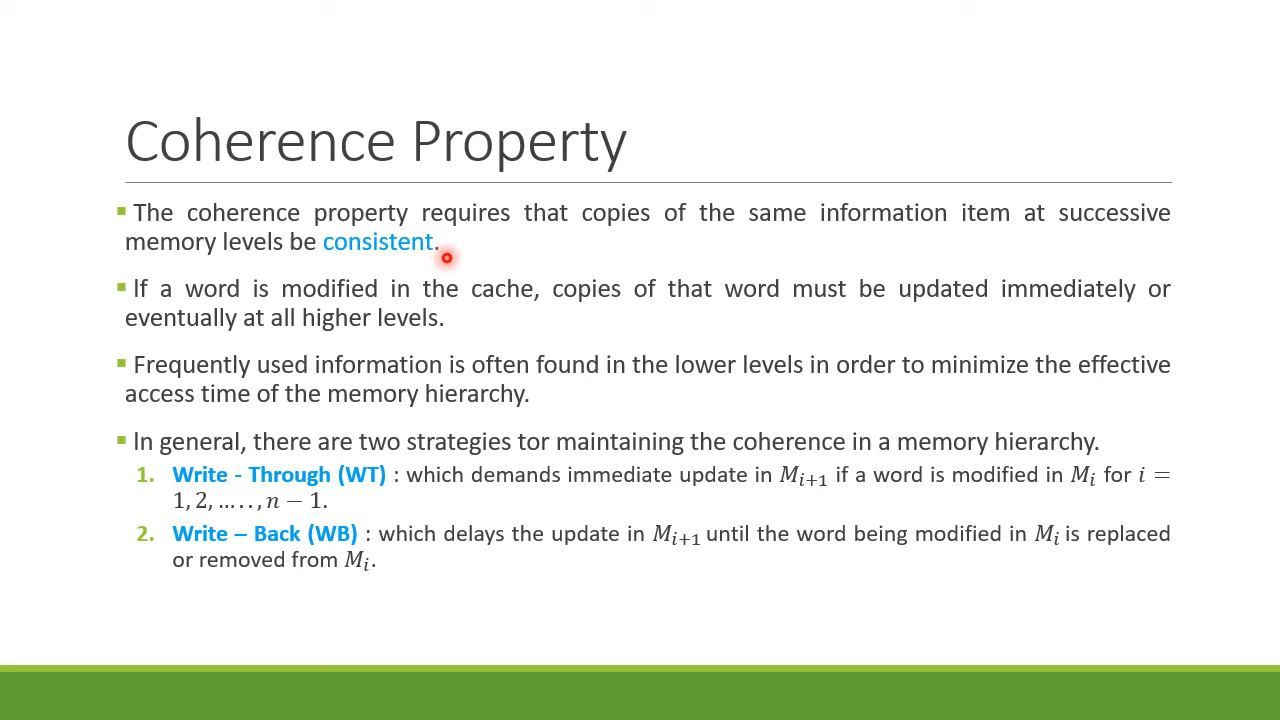 Coherence Property
▪ The coherence property requires that copies of the same information item at successive
memory levels be consistent.
▪ If a word is modified in the cache, copies of that word must be updated immediately or
eventually at all higher levels.
▪ Frequently used information is often found in the lower levels in order to minimize the effective
access time of the memory hierarchy.
▪ In general, there are two strategies tor maintaining the coherence in a memory hierarchy.
1. Write - Through (WT) : which demands immediate update in Mᵢ₊₁ if a word is modified in Mᵢ for i =
1, 2, ….., n − 1.
2. Write – Back (WB) : which delays the update in Mᵢ₊₁ until the word being modified in Mᵢ is replaced
or removed from Mᵢ.